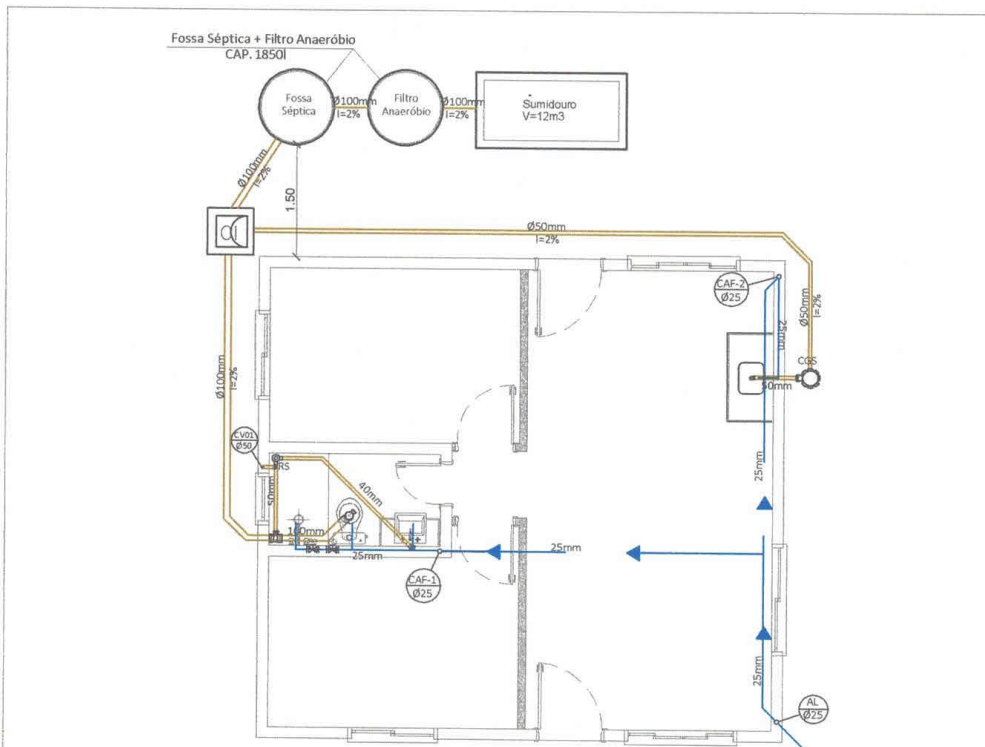 Fossa Séptica + Filtro Anaeróbio
CAP. 1850l
Fossa
Séptica
Ø100mm
I=2%
Filtro
Anaeróbio
Ø100mm
I=2%
Sumidouro
V=12m3
Ø100mm
I=2%
1.50
CI
Ø50mm
I=2%
CAF-2
Ø25
25mm
Ø50mm
I=2%
CGS
50mm
Ø100mm
I=2%
CV01
Ø50
RS
50mm
40mm
100mm
25mm
25mm
25mm
CAF-1
Ø25
25mm
AL
Ø25